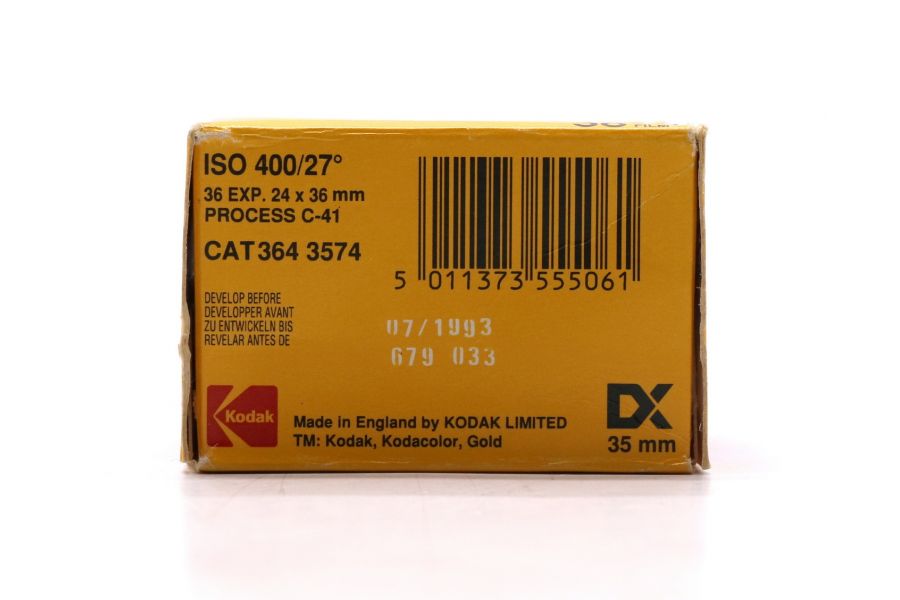 ISO 400/27°
36 EXP. 24 x 36 mm
PROCESS C-41
CAT 364 3574
5 011373 555061
DEVELOP BEFORE
DEVELOPPER AVANT
ZU ENTWICKELN BIS
REVELAR ANTES DE
07/1993
679 033
Kodak
Made in England by KODAK LIMITED
TM: Kodak, Kodacolor, Gold
DX
35 mm